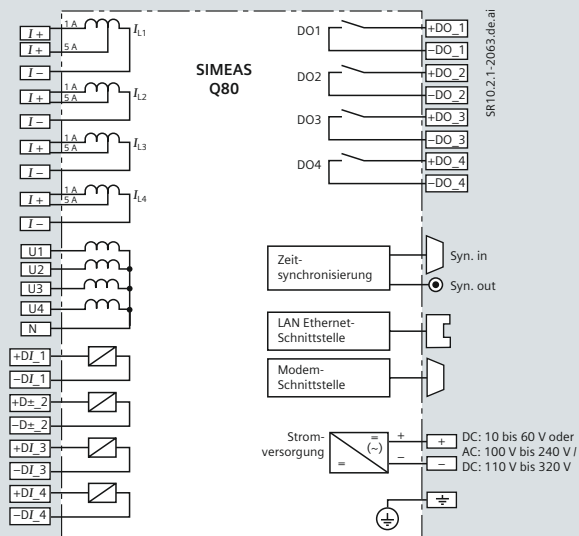 I+
1 A
I+
5 A
I L1
I−
I+
1 A
I+
5 A
I L2
I−
I+
1 A
I+
5 A
I L3
I−
I+
1 A
I+
5 A
I L4
I−
U1
U2
U3
U4
N
+DI_1
−DI_1
+D±_2
−D±_2
+DI_3
−DI_3
+DI_4
−DI_4
SIMEAS
Q80
DO1
+DO_1
−DO_1
DO2
+DO_2
−DO_2
DO3
+DO_3
−DO_3
DO4
+DO_4
−DO_4
SR10.2.1-2063.de.ai
Zeit-
synchronisierung
Syn. in
Syn. out
LAN Ethernet-
Schnittstelle
Modem-
Schnittstelle
Strom-
versorgung
=
(~)
=
+
−
+
−
DC: 10 bis 60 V oder
AC: 100 V bis 240 V /
DC: 110 V bis 320 V